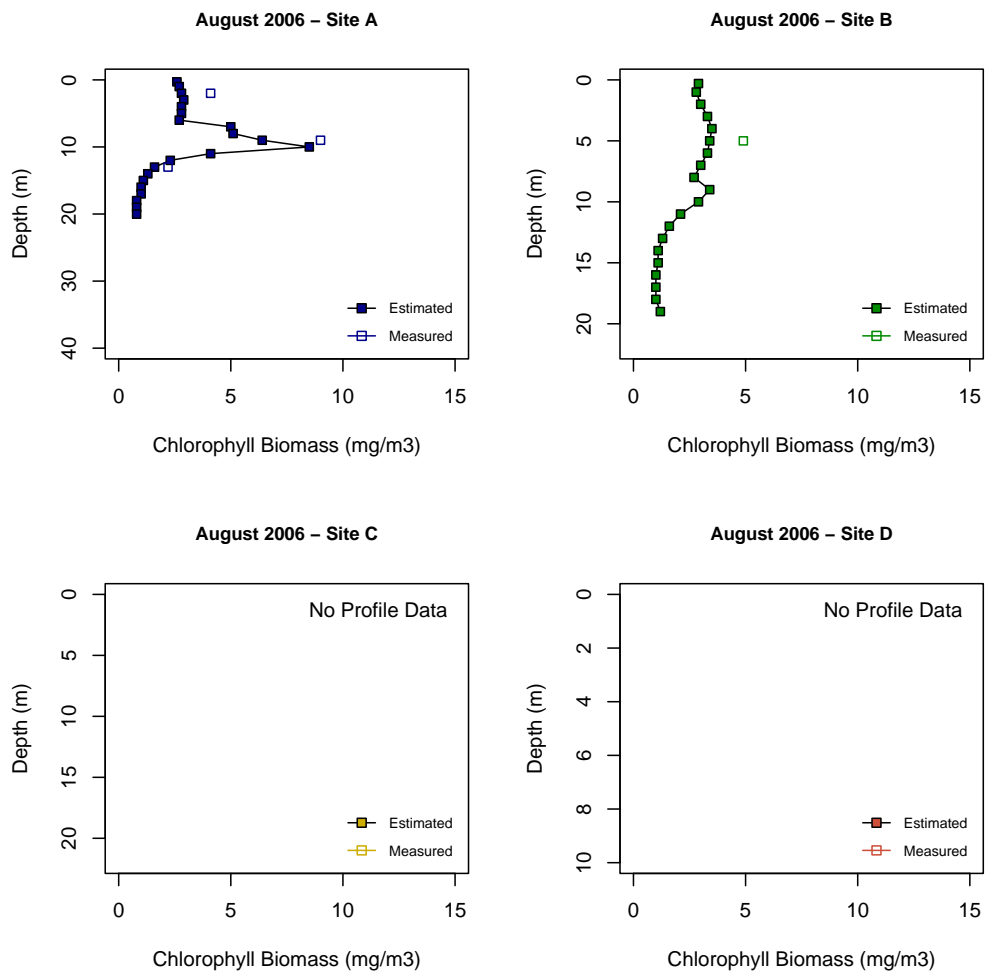 August 2006 – Site A
0
10
20
30
40
Depth (m)
Estimated
Measured
0 5 10 15
Chlorophyll Biomass (mg/m3)
August 2006 – Site B
0
5
10
15
20
Depth (m)
Estimated
Measured
0 5 10 15
Chlorophyll Biomass (mg/m3)
August 2006 – Site C
No Profile Data
0
5
10
15
20
Depth (m)
Estimated
Measured
0 5 10 15
Chlorophyll Biomass (mg/m3)
August 2006 – Site D
No Profile Data
0
2
4
6
8
10
Depth (m)
Estimated
Measured
0 5 10 15
Chlorophyll Biomass (mg/m3)